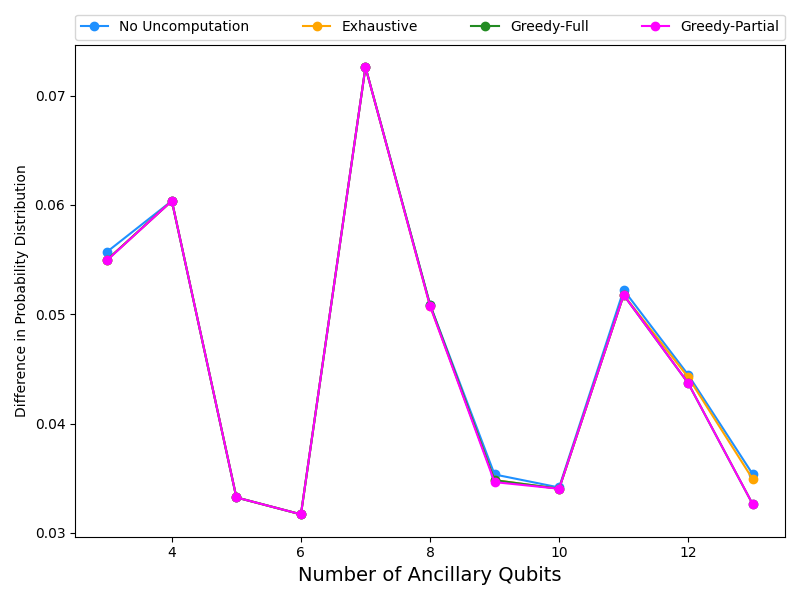 No Uncomputation Exhaustive Greedy-Full Greedy-Partial
0.07
0.06
0.05
0.04
0.03
Difference in Probability Distribution
4 6 8 10 12
Number of Ancillary Qubits